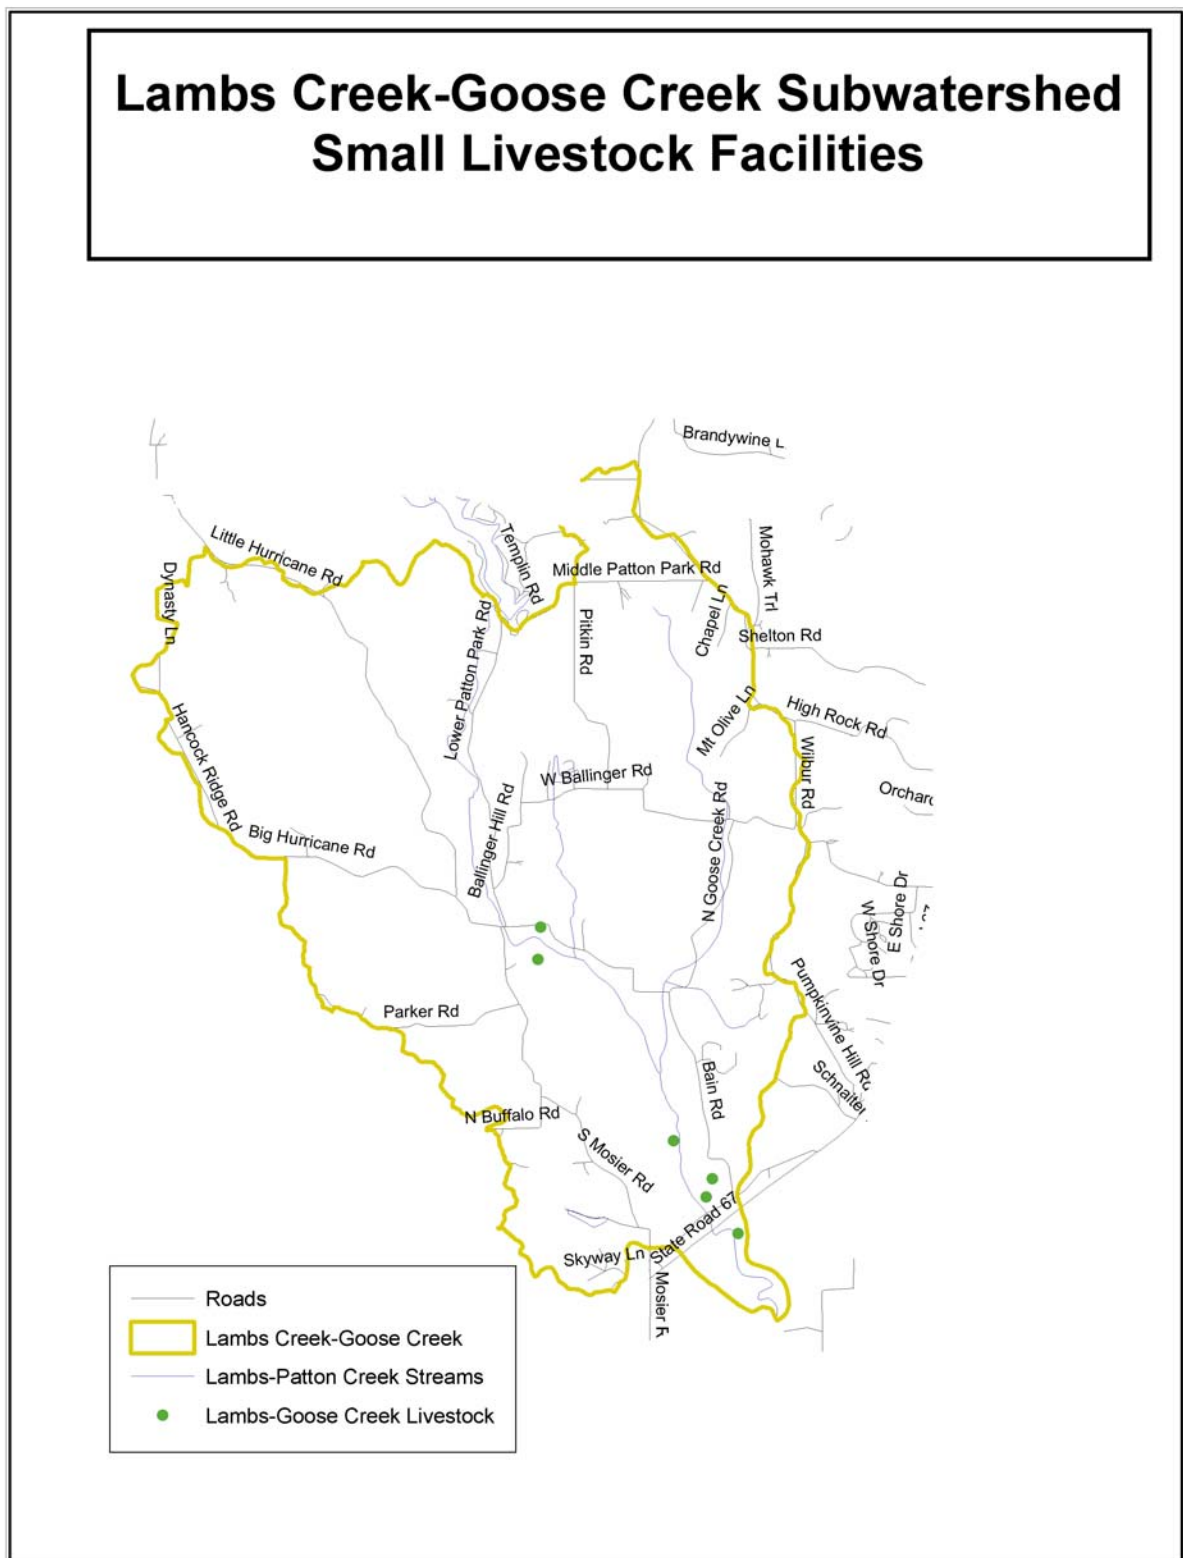 Lambs Creek-Goose Creek Subwatershed
Small Livestock Facilities
Brandywine L
Little Hurricane Rd
Templin Rd
Mohawk Trl
Middle Patton Park Rd
Dynasty Ln
Chapel Ln
Pitkin Rd
Shelton Rd
Lower Patton Park Rd
Mt Olive Ln
High Rock Rd
Hancock Ridge Rd
Wilbur Rd
W Ballinger Rd
Orchard
Ballinger Hill Rd
N Goose Creek Rd
Big Hurricane Rd
W Shore Dr
E Shore Dr
Pumpkinvine Hill Rd
Parker Rd
Schnaiter
Bain Rd
N Buffalo Rd
S Mosier Rd
State Road 67
Skyway Ln
S Mosier R
Roads
Lambs Creek-Goose Creek
Lambs-Patton Creek Streams
Lambs-Goose Creek Livestock